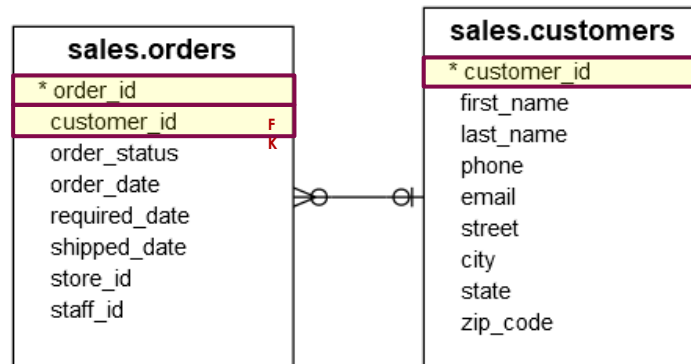 sales.orders
* order_id
customer_id F
K
order_status
order_date
required_date
shipped_date
store_id
staff_id
sales.customers
* customer_id
first_name
last_name
phone
email
street
city
state
zip_code